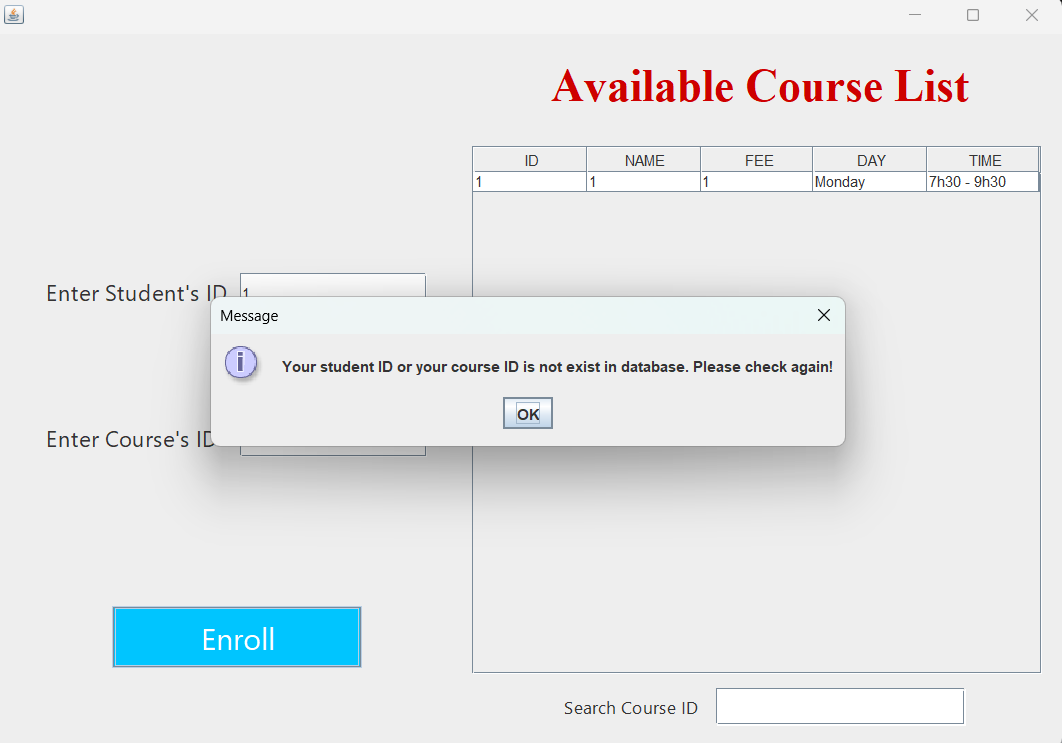 Available Course List
ID NAME FEE DAY TIME
1 1 1 Monday 7h30 - 9h30
Enter Student's ID 1
Message
Your student ID or your course ID is not exist in database. Please check again!
OK
Enter Course's ID
Enroll
Search Course ID